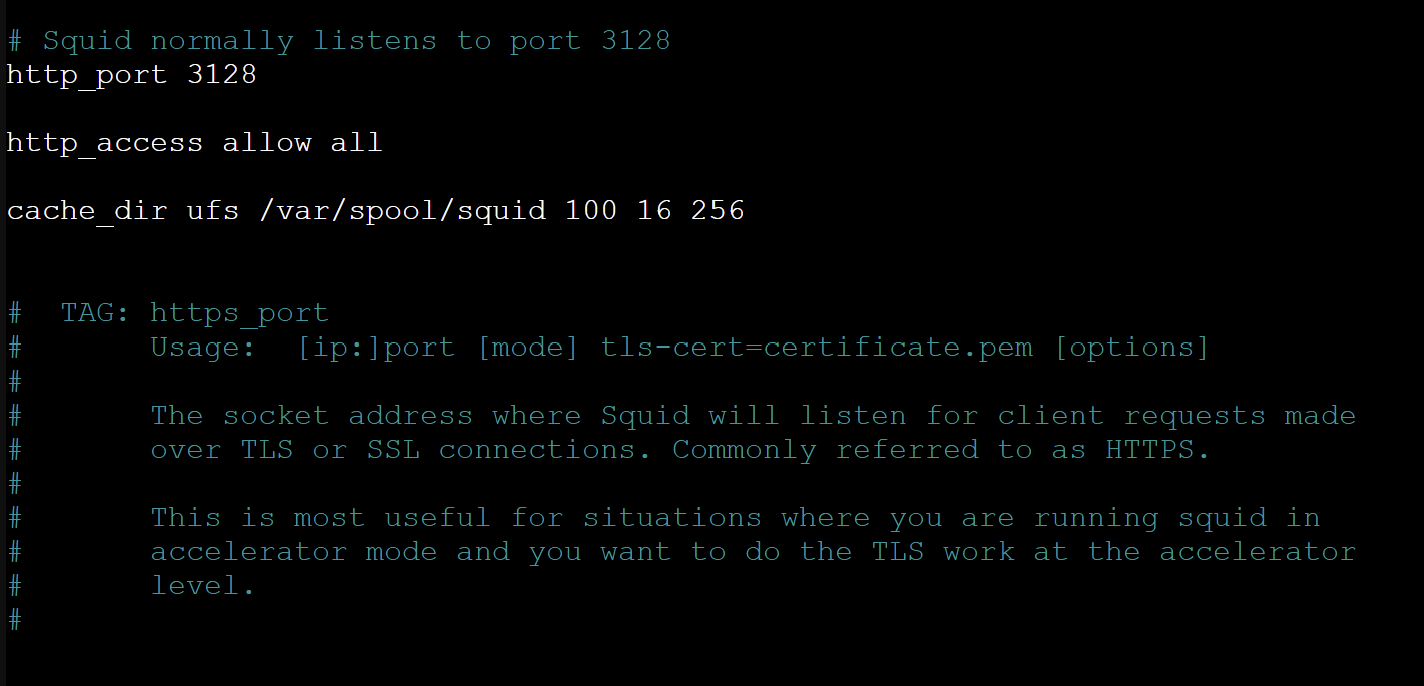 # Squid normally listens to port 3128
http_port 3128
http_access allow all
cache_dir ufs /var/spool/squid 100 16 256
#  TAG: https_port
#       Usage:  [ip:]port [mode] tls-cert=certificate.pem [options]
#
#       The socket address where Squid will listen for client requests made
#       over TLS or SSL connections. Commonly referred to as HTTPS.
#
#       This is most useful for situations where you are running squid in
#       accelerator mode and you want to do the TLS work at the accelerator
#       level.
#